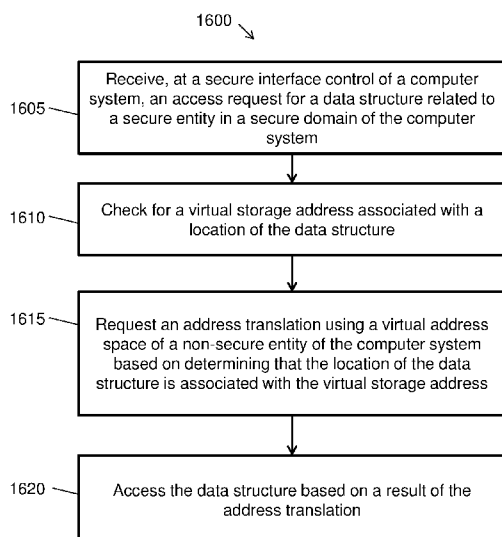 1600
1605
Receive, at a secure interface control of a computer
system, an access request for a data structure related to
a secure entity in a secure domain of the computer
system
1610
Check for a virtual storage address associated with a
location of the data structure
1615
Request an address translation using a virtual address
space of a non-secure entity of the computer system
based on determining that the location of the data
structure is associated with the virtual storage address
1620
Access the data structure based on a result of the
address translation